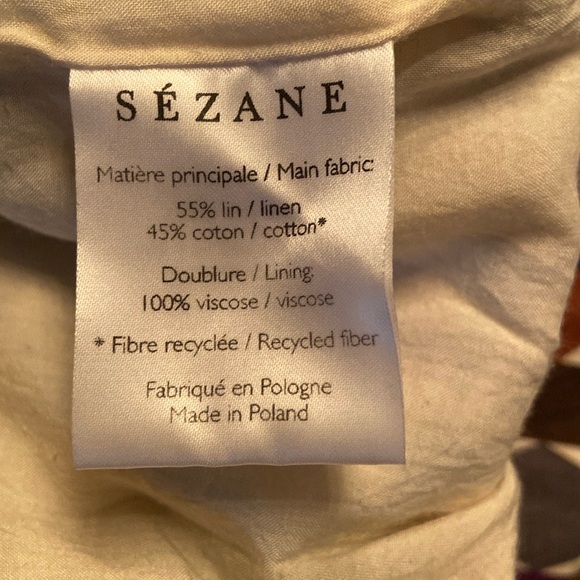 SÉZANE
Matière principale / Main fabric:
55% lin / linen
45% coton / cotton*
Doublure / Lining:
100% viscose / viscose
* Fibre recyclée / Recycled fiber
Fabriqué en Pologne
Made in Poland